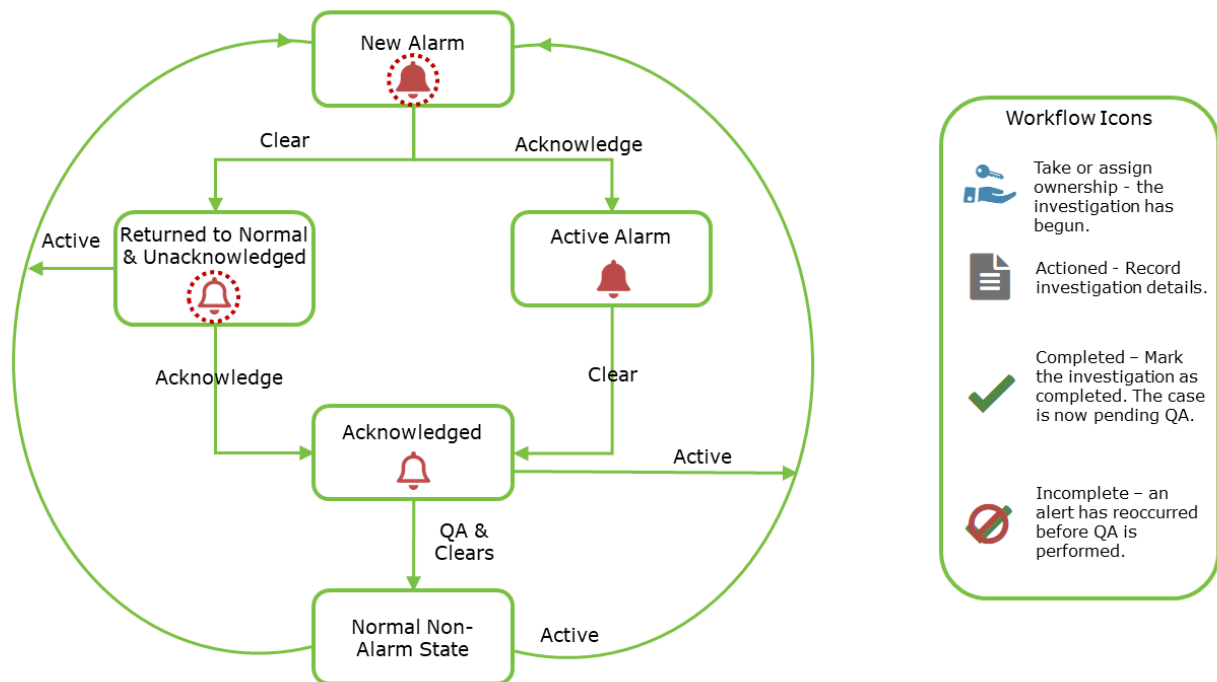 New Alarm
Clear
Acknowledge
Returned to Normal
& Unacknowledged
Active
Active Alarm
Acknowledge
Clear
Acknowledged
Active
QA &
Clears
Normal Non-
Alarm State
Active
Workflow Icons
Take or assign
ownership - the
investigation has
begun.
Actioned - Record
investigation details.
Completed – Mark
the investigation as
completed. The case
is now pending QA.
Incomplete – an
alert has reoccurred
before QA is
performed.